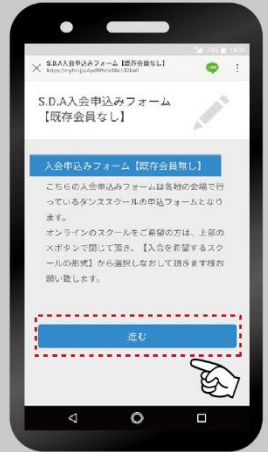 74% 14:39
S.D.A入会申込みフォーム【既存会員なし】
S.D.A入会申込みフォーム
【既存会員なし】
入会申込みフォーム【既存会員無し】
こちらの入会申込みフォームは各地の会場で行
っているダンススクールの申込フォームとなり
ます。
オンラインのスクールをご希望の方は、上部の
×ボタンで閉じて頂き、【入会を希望するスク
ールの形式】から選択しなおして頂きます様お
願い致します。
進む